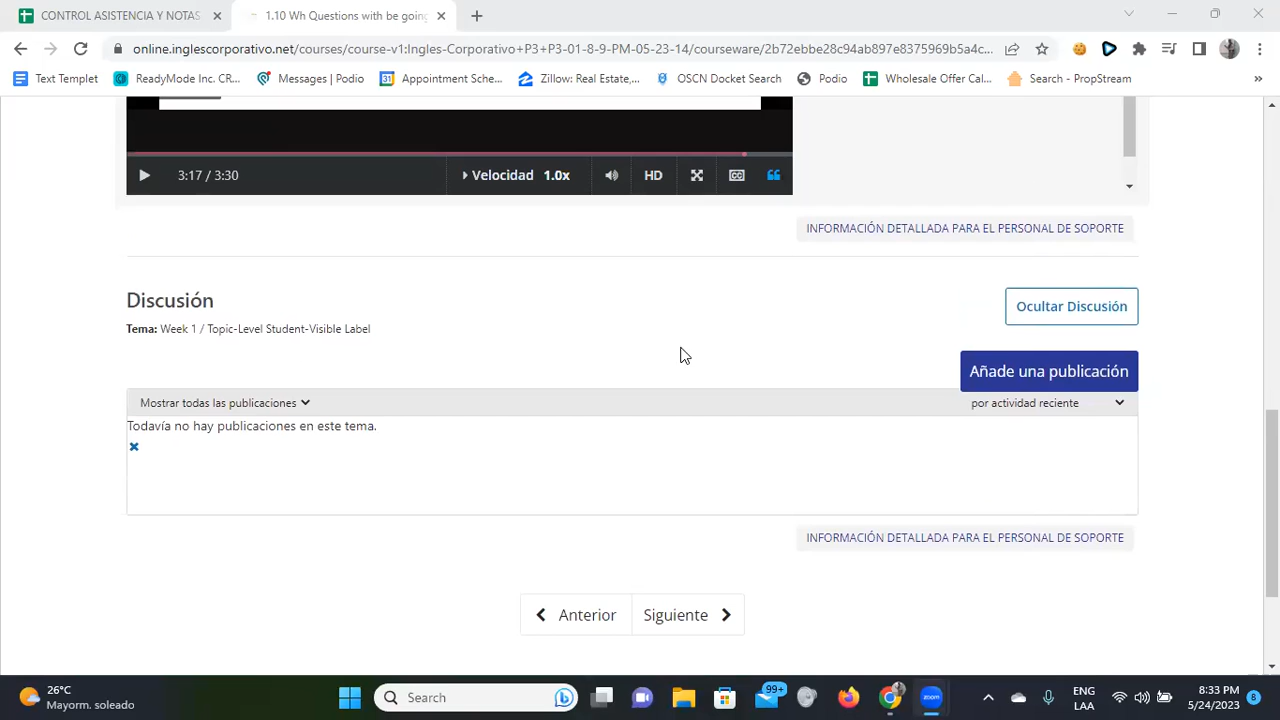 CONTROL ASISTENCIA Y NOTAS
1.10 Wh Questions with be going
online.inglescorporativo.net/courses/course-v1:Ingles-Corporativo+P3+P3-01-8-9-PM-05-23-14/courseware/2b72ebbe28c94ab897e8375969b5a4c...
Text Templet
ReadyMode Inc. CR...
Messages | Podio
Appointment Sche...
Zillow: Real Estate,...
OSCN Docket Search
Podio
Wholesale Offer Cal...
Search - PropStream
»
3:17 / 3:30
Velocidad 1.0x
HD
CC
INFORMACIÓN DETALLADA PARA EL PERSONAL DE SOPORTE
Discusión
Ocultar Discusión
Tema: Week 1 / Topic-Level Student-Visible Label
Añade una publicación
Mostrar todas las publicaciones
por actividad reciente
Todavía no hay publicaciones en este tema.
INFORMACIÓN DETALLADA PARA EL PERSONAL DE SOPORTE
Anterior
Siguiente
26°C
Mayorm. soleado
Search
99+
zoom
ENG
LAA
8:33 PM
5/24/2023
8